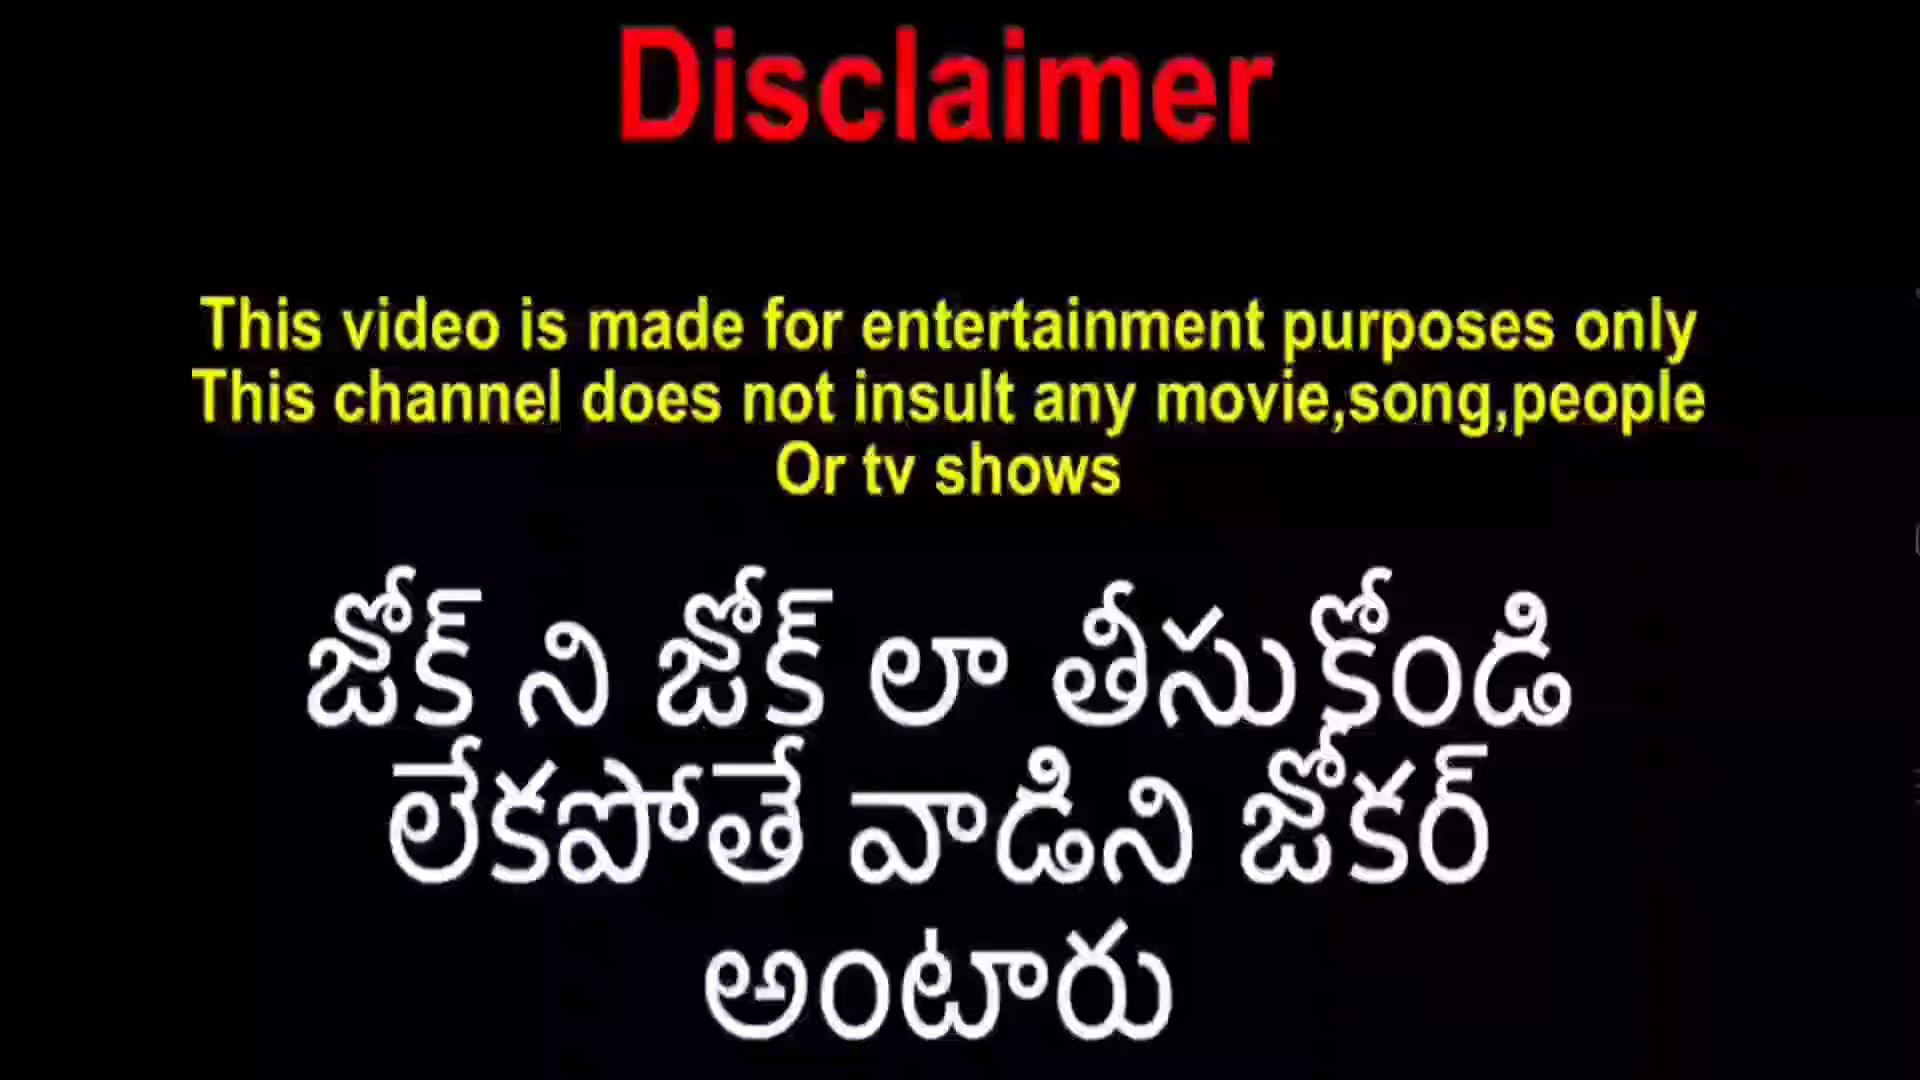 Disclaimer
This video is made for entertainment purposes only
This channel does not insult any movie,song,people
Or tv shows
జోక్ ని జోక్ లా తీసుకోండి
లేకపోతే వాడిని జోకర్
అంటారు